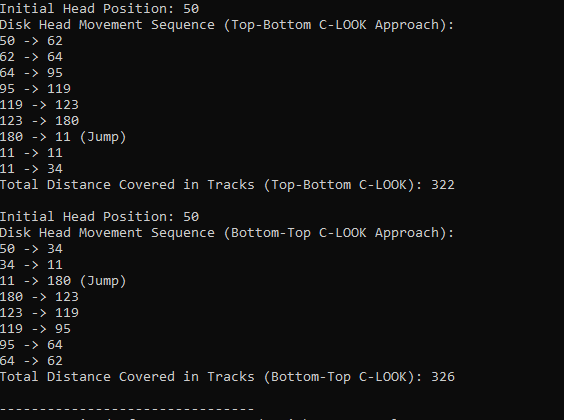 Initial Head Position: 50
Disk Head Movement Sequence (Top-Bottom C-LOOK Approach):
50 -> 62
62 -> 64
64 -> 95
95 -> 119
119 -> 123
123 -> 180
180 -> 11 (Jump)
11 -> 11
11 -> 34
Total Distance Covered in Tracks (Top-Bottom C-LOOK): 322
Initial Head Position: 50
Disk Head Movement Sequence (Bottom-Top C-LOOK Approach):
50 -> 34
34 -> 11
11 -> 180 (Jump)
180 -> 123
123 -> 119
119 -> 95
95 -> 64
64 -> 62
Total Distance Covered in Tracks (Bottom-Top C-LOOK): 326
--------------------------------